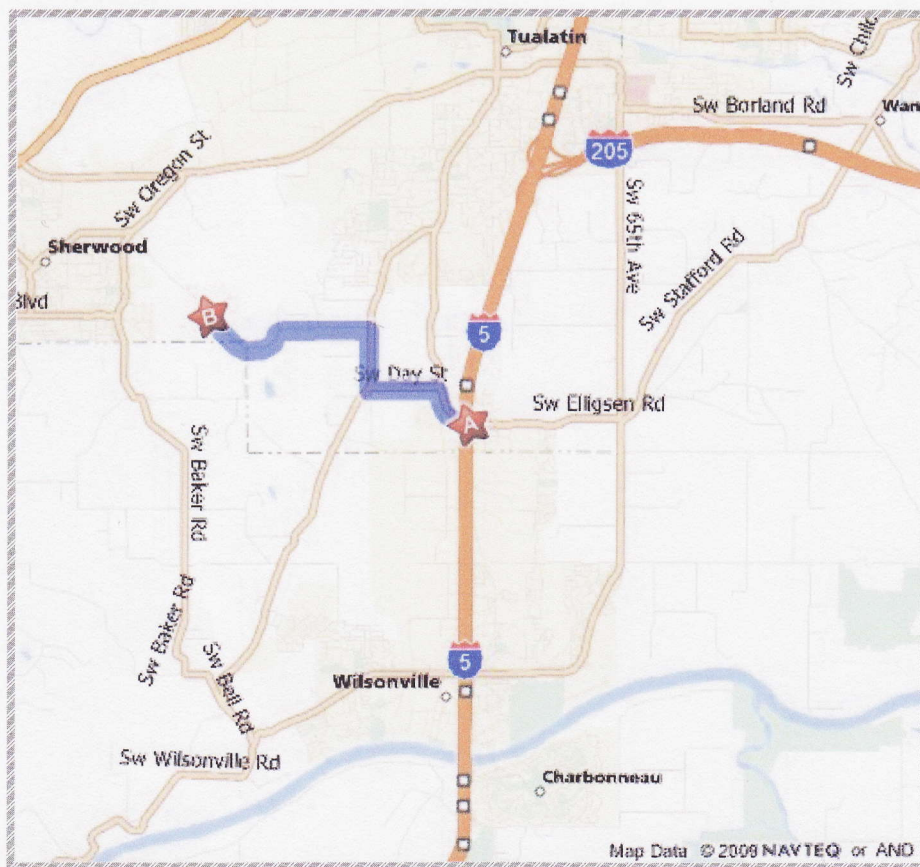 Tualatin
Sw Borland Rd
Sw Chilc
Wan
205
Sw Oregon St
Sw 65th Ave
Sherwood
Sw Stafford Rd
Blvd
B
5
Sw Day St
A
Sw Elligsen Rd
Sw Baker Rd
Sw Baker Rd
Sw Bell Rd
5
Wilsonville
Sw Wilsonville Rd
Charbonneau
Map Data © 2009 NAVTEQ or AND